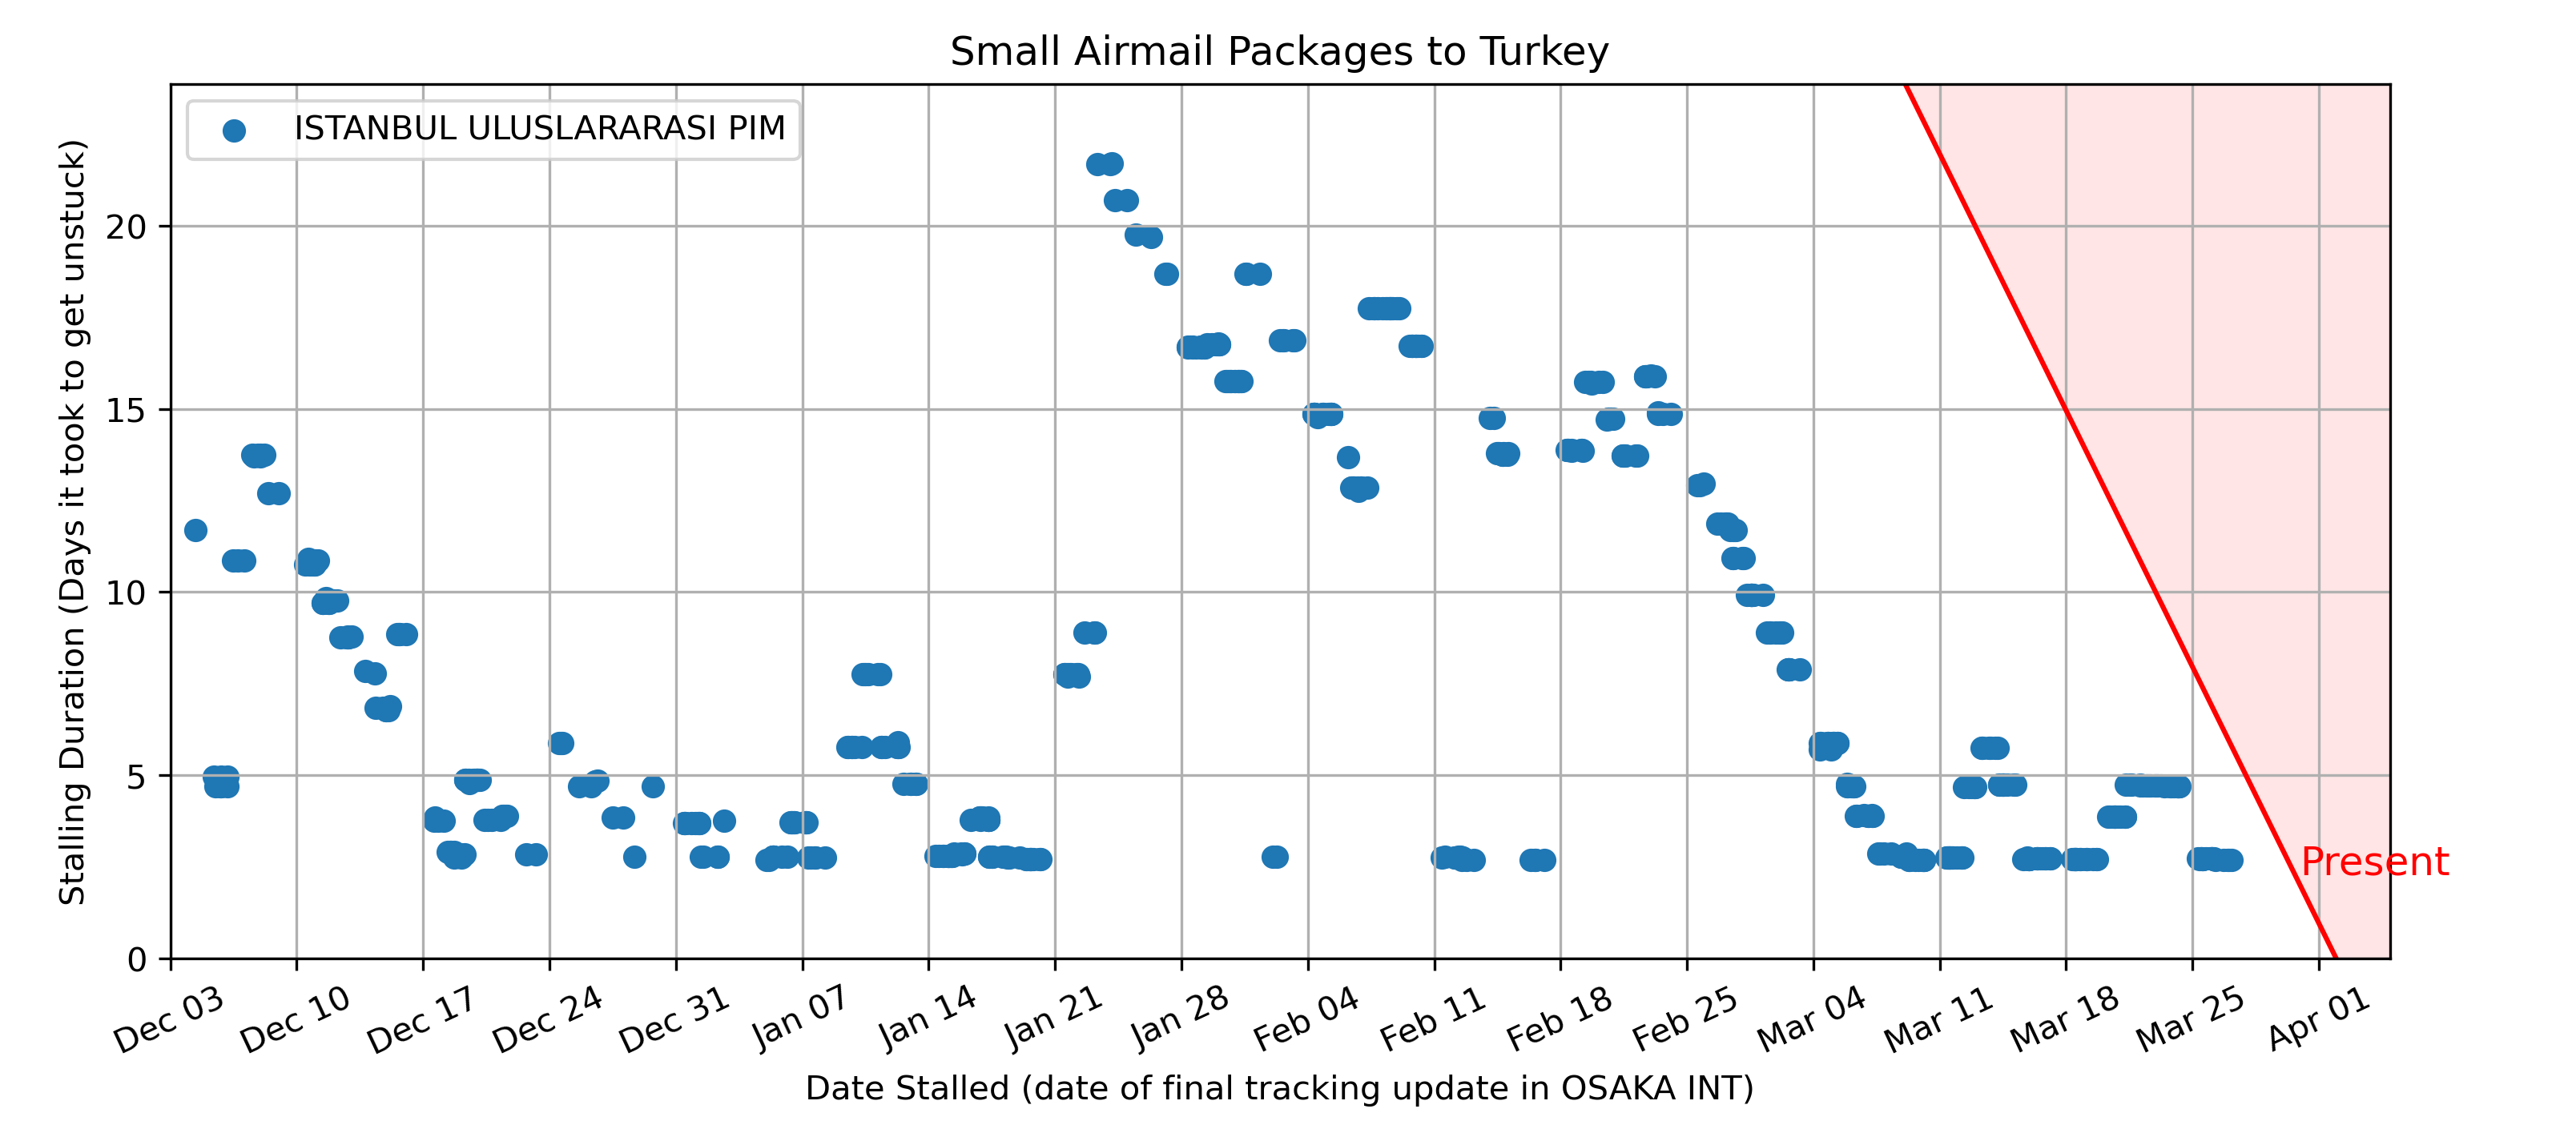 Small Airmail Packages to Turkey
ISTANBUL ULUSLARARASI PIM
Stalling Duration (Days it took to get unstuck)
20
15
10
5
0
Present
Dec 03
Dec 10
Dec 17
Dec 24
Dec 31
Jan 07
Jan 14
Jan 21
Jan 28
Feb 04
Feb 11
Feb 18
Feb 25
Mar 04
Mar 11
Mar 18
Mar 25
Apr 01
Date Stalled (date of final tracking update in OSAKA INT)